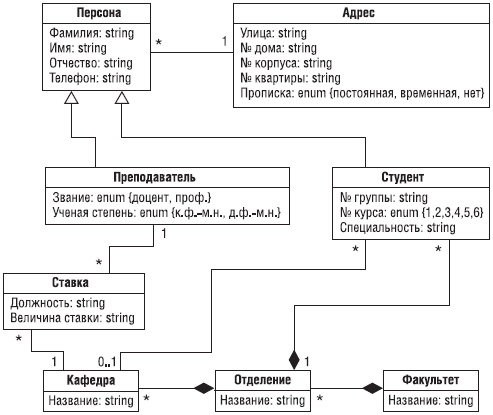 Персона
Фамилия: string
Имя: string
Отчество: string
Телефон: string
* 1
Адрес
Улица: string
№ дома: string
№ корпуса: string
№ квартиры: string
Прописка: enum {постоянная, временная, нет}
Преподаватель
Звание: enum {доцент, проф.}
Ученая степень: enum {к.ф.–м.н., д.ф.–м.н.}
Студент
№ группы: string
№ курса: enum {1,2,3,4,5,6}
Специальность: string
1
*
* *
Ставка
Должность: string
Величина ставки: string
*
1 0..1 1
Кафедра
Название: string
*
Отделение
Название: string
*
Факультет
Название: string